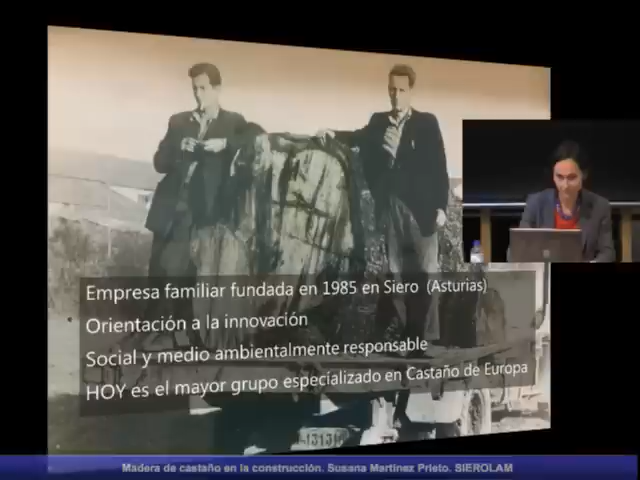 Empresa familiar fundada en 1985 en Siero (Asturias)
Orientación a la innovación
Social y medio ambientalmente responsable
HOY es el mayor grupo especializado en Castaño de Europa
Madera de castaño en la construcción. Susana Martínez Prieto. SIEROLAM